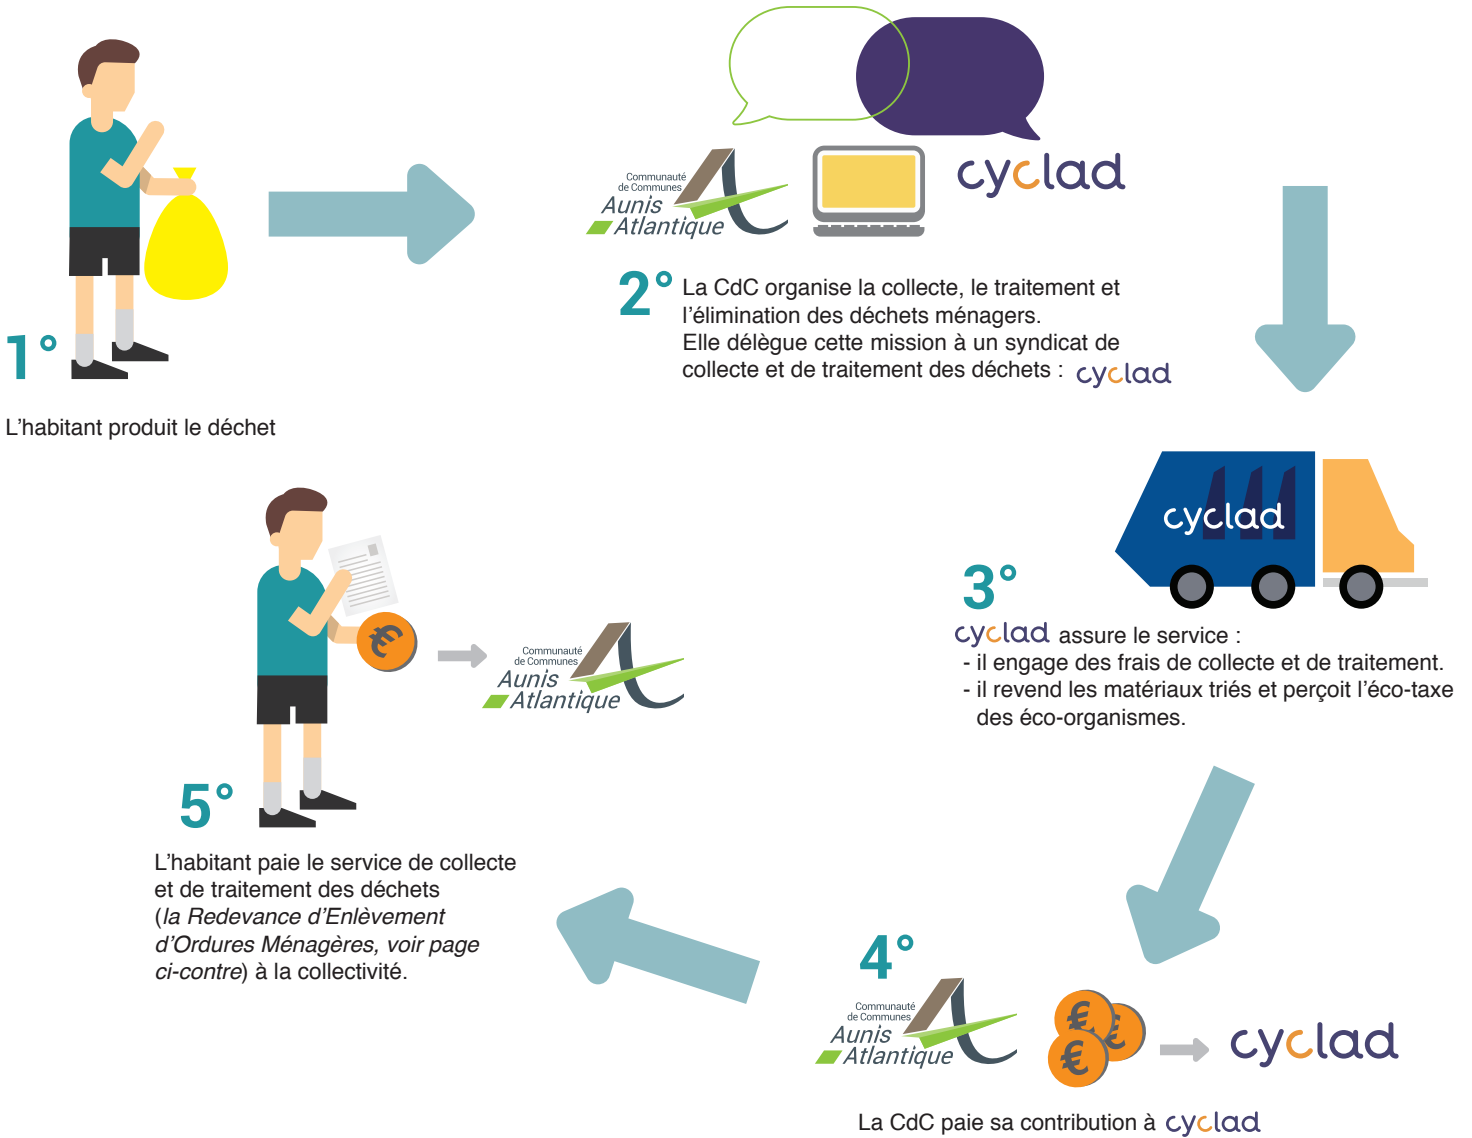 1°
L'habitant produit le déchet
Communauté
de Communes
Aunis
Atlantique
cyclad
2°
La CdC organise la collecte, le traitement et
l'élimination des déchets ménagers.
Elle délègue cette mission à un syndicat de
collecte et de traitement des déchets : cyclad
cyclad
3°
cyclad assure le service :
- il engage des frais de collecte et de traitement.
- il revend les matériaux triés et perçoit l'éco-taxe
des éco-organismes.
4°
Communauté
de Communes
Aunis
Atlantique
€
€
€
cyclad
La CdC paie sa contribution à cyclad
€
Communauté
de Communes
Aunis
Atlantique
5°
L'habitant paie le service de collecte
et de traitement des déchets
(la Redevance d'Enlèvement
d'Ordures Ménagères, voir page
ci-contre) à la collectivité.